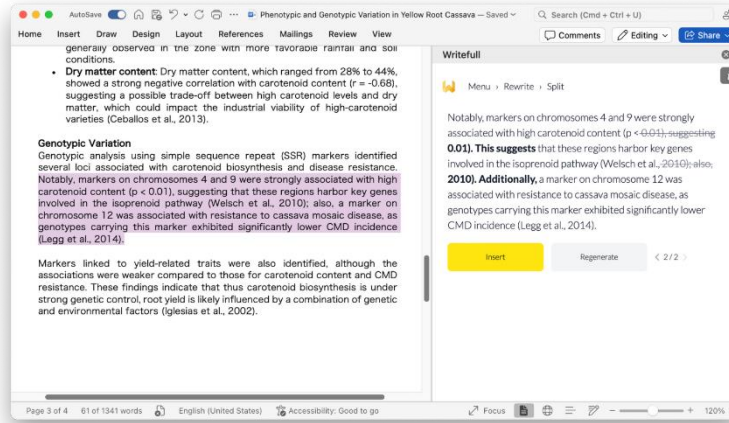 AutoSave
Phenotypic and Genotypic Variation in Yellow Root Cassava — Saved
Search (Cmd + Ctrl + U)
Home Insert Draw Design Layout References Mailings Review View
Comments Editing Share
generally observed in the zone with more favorable rainfall and soil
conditions.
• Dry matter content: Dry matter content, which ranged from 28% to 44%,
showed a strong negative correlation with carotenoid content (r = -0.68),
suggesting a possible trade-off between high carotenoid levels and dry
matter, which could impact the industrial viability of high-carotenoid
varieties (Ceballos et al., 2013).
Genotypic Variation
Genotypic analysis using simple sequence repeat (SSR) markers identified
several loci associated with carotenoid biosynthesis and disease resistance.
Notably, markers on chromosomes 4 and 9 were strongly associated with high
carotenoid content (p < 0.01), suggesting that these regions harbor key genes
involved in the isoprenoid pathway (Welsch et al., 2010); also, a marker on
chromosome 12 was associated with resistance to cassava mosaic disease, as
genotypes carrying this marker exhibited significantly lower CMD incidence
(Legg et al., 2014).
Markers linked to yield-related traits were also identified, although the
associations were weaker compared to those for carotenoid content and CMD
resistance. These findings indicate that thus carotenoid biosynthesis is under
strong genetic control, root yield is likely influenced by a combination of genetic
and environmental factors (Iglesias et al., 2002).
Writefull
Menu › Rewrite › Split
Notably, markers on chromosomes 4 and 9 were strongly
associated with high carotenoid content (p < 0.01), suggesting
0.01). This suggests that these regions harbor key genes
involved in the isoprenoid pathway (Welsch et al., 2010); also,
2010). Additionally, a marker on chromosome 12 was
associated with resistance to cassava mosaic disease, as
genotypes carrying this marker exhibited significantly lower
CMD incidence (Legg et al., 2014).
Insert Regenerate < 2/2 >
Page 3 of 4 61 of 1341 words English (United States) Accessibility: Good to go Focus 120%